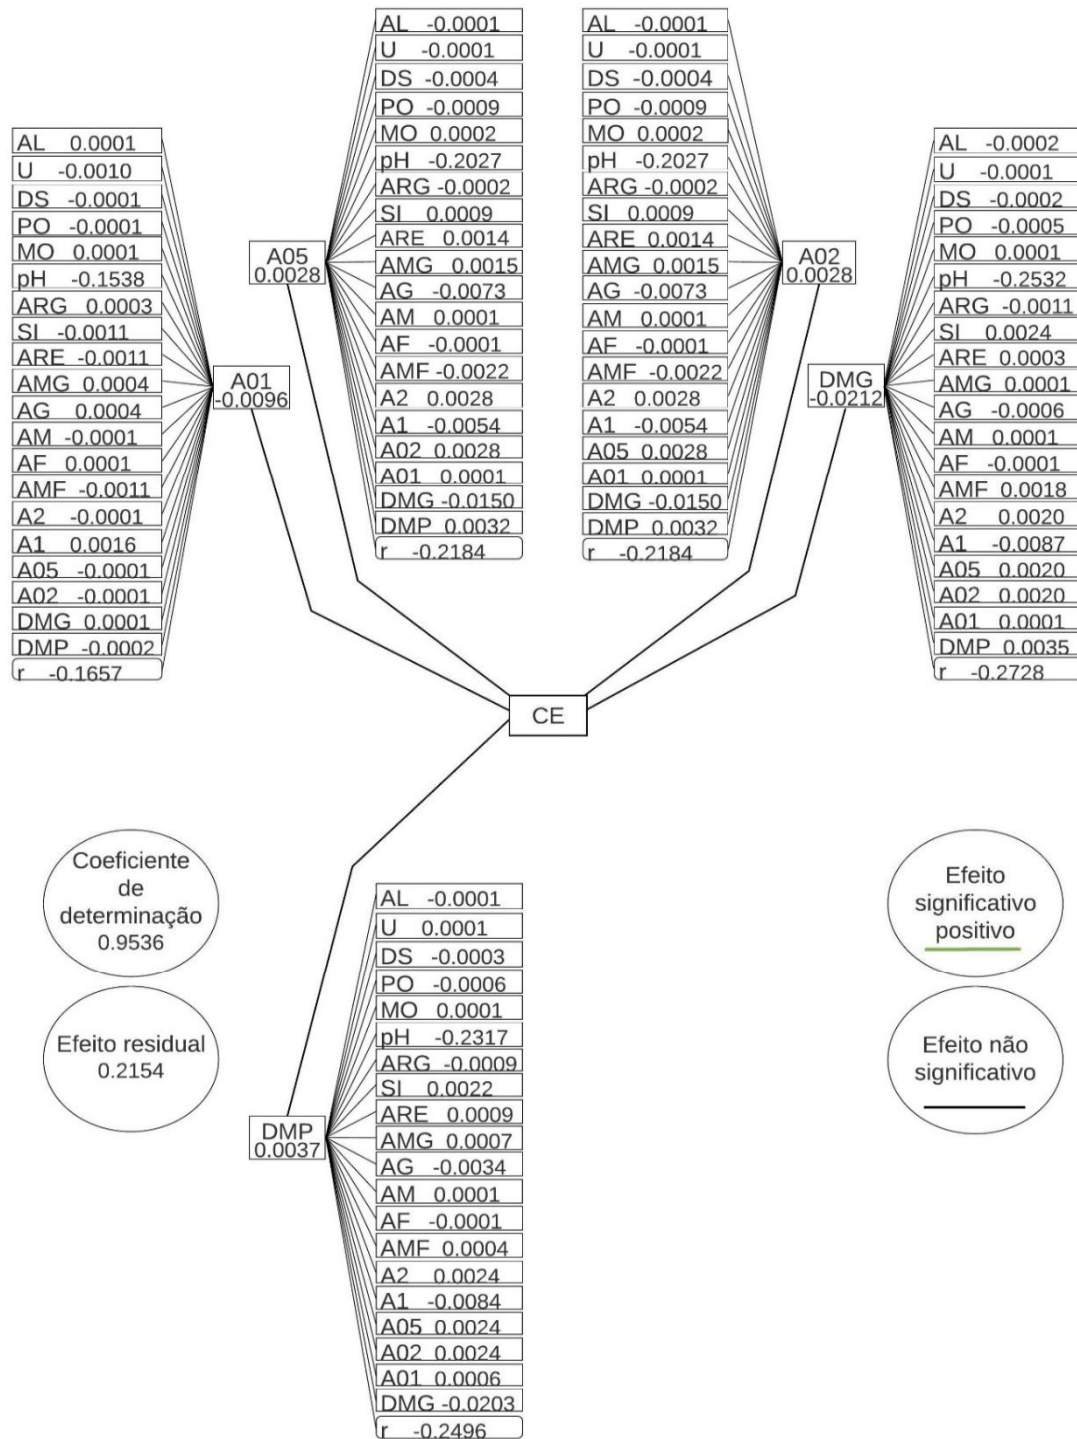 AL 0.0001
U -0.0010
DS -0.0001
PO -0.0001
MO 0.0001
pH -0.1538
ARG 0.0003
SI -0.0011
ARE -0.0011
AMG 0.0004
AG 0.0004
AM -0.0001
AF 0.0001
AMF -0.0011
A2 -0.0001
A1 0.0016
A05 -0.0001
A02 -0.0001
DMG 0.0001
DMP -0.0002
r -0.1657
A01
-0.0096
A05
0.0028
AL -0.0001
U -0.0001
DS -0.0004
PO -0.0009
MO 0.0002
pH -0.2027
ARG -0.0002
SI 0.0009
ARE 0.0014
AMG 0.0015
AG -0.0073
AM 0.0001
AF -0.0001
AMF -0.0022
A2 0.0028
A1 -0.0054
A02 0.0028
A01 0.0001
DMG -0.0150
DMP 0.0032
r -0.2184
AL -0.0001
U -0.0001
DS -0.0004
PO -0.0009
MO 0.0002
pH -0.2027
ARG -0.0002
SI 0.0009
ARE 0.0014
AMG 0.0015
AG -0.0073
AM 0.0001
AF -0.0001
AMF -0.0022
A2 0.0028
A1 -0.0054
A05 0.0028
A01 0.0001
DMG -0.0150
DMP 0.0032
r -0.2184
A02
0.0028
DMG
-0.0212
AL -0.0002
U -0.0001
DS -0.0002
PO -0.0005
MO 0.0001
pH -0.2532
ARG -0.0011
SI 0.0024
ARE 0.0003
AMG 0.0001
AG -0.0006
AM 0.0001
AF -0.0001
AMF 0.0018
A2 0.0020
A1 -0.0087
A05 0.0020
A02 0.0020
A01 0.0001
DMP 0.0035
r -0.2728
CE
Coeficiente
de
determinação
0.9536
Efeito residual
0.2154
DMP
0.0037
AL -0.0001
U 0.0001
DS -0.0003
PO -0.0006
MO 0.0001
pH -0.2317
ARG -0.0009
SI 0.0022
ARE 0.0009
AMG 0.0007
AG -0.0034
AM 0.0001
AF -0.0001
AMF 0.0004
A2 0.0024
A1 -0.0084
A05 0.0024
A02 0.0024
A01 0.0006
DMG -0.0203
r -0.2496
Efeito
significativo
positivo
Efeito não
significativo